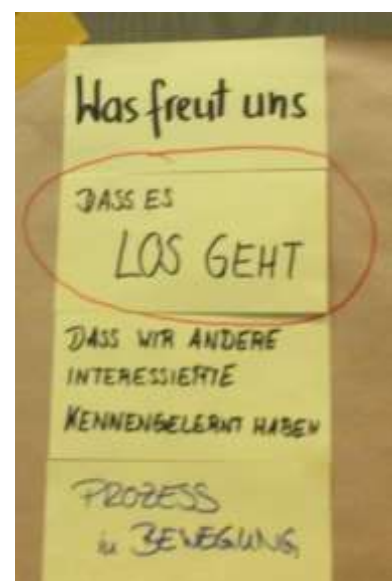 Was freut uns
DASS ES
LOS GEHT
DASS WIR ANDERE
INTERESSIERTE
KENNENGELERNT HABEN
PROZESS
in BEWEGUNG